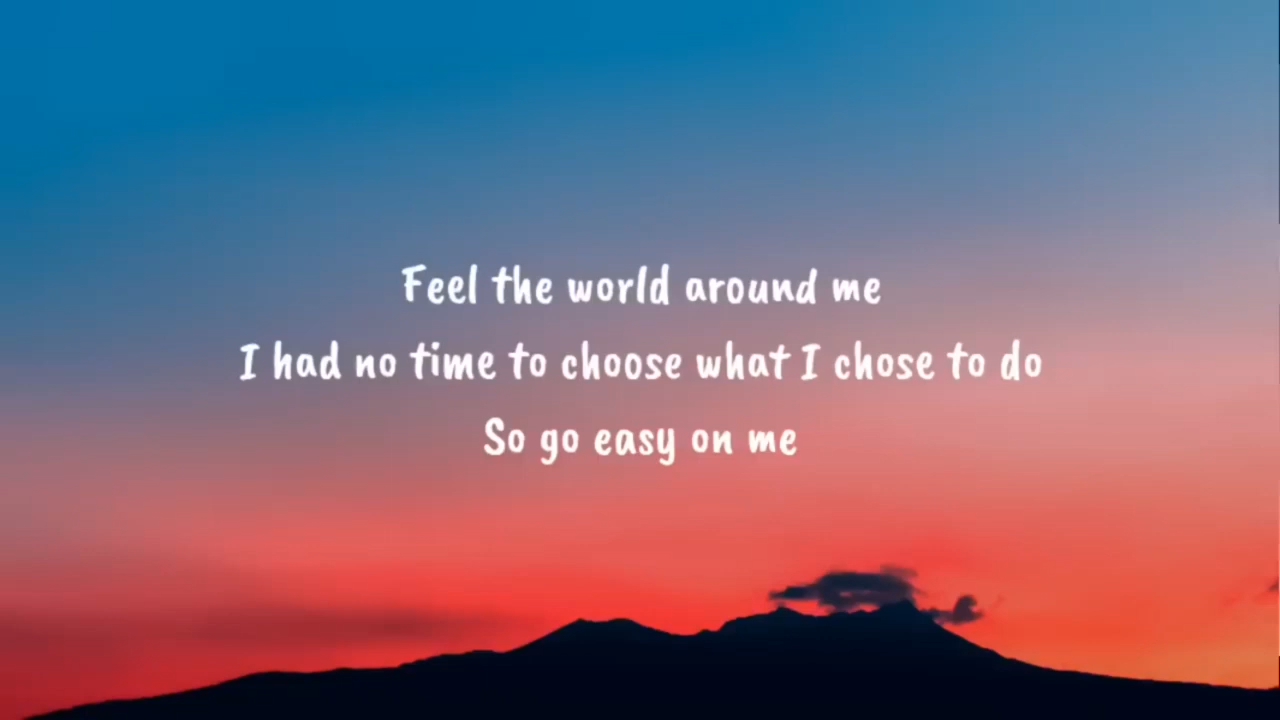 Feel the world around me
I had no time to choose what I chose to do
So go easy on me